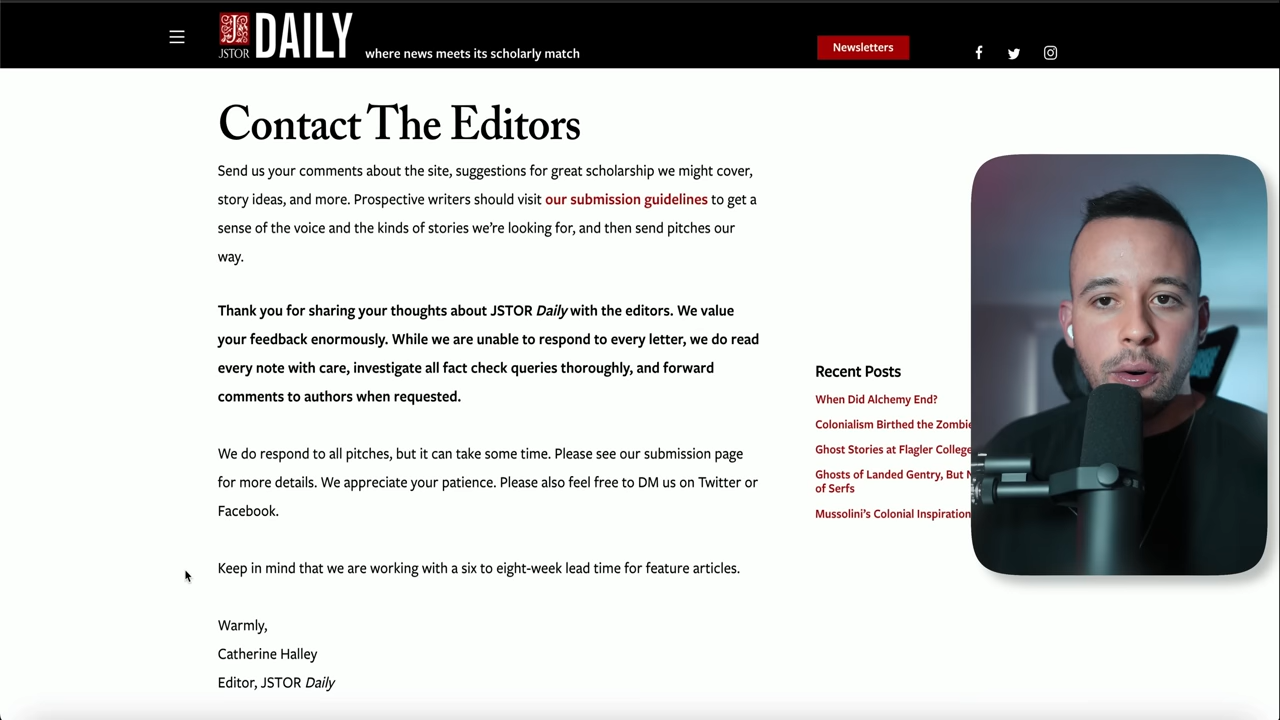 JSTOR
DAILY
where news meets its scholarly match
Newsletters
Contact The Editors
Send us your comments about the site, suggestions for great scholarship we might cover,
story ideas, and more. Prospective writers should visit our submission guidelines to get a
sense of the voice and the kinds of stories we’re looking for, and then send pitches our
way.
Thank you for sharing your thoughts about JSTOR Daily with the editors. We value
your feedback enormously. While we are unable to respond to every letter, we do read
every note with care, investigate all fact check queries thoroughly, and forward
comments to authors when requested.
We do respond to all pitches, but it can take some time. Please see our submission page
for more details. We appreciate your patience. Please also feel free to DM us on Twitter or
Facebook.
Keep in mind that we are working with a six to eight-week lead time for feature articles.
Warmly,
Catherine Halley
Editor, JSTOR Daily
Recent Posts
When Did Alchemy End?
Colonialism Birthed the Zombie
Ghost Stories at Flagler College
Ghosts of Landed Gentry, But
of Serfs
Mussolini’s Colonial Inspiration